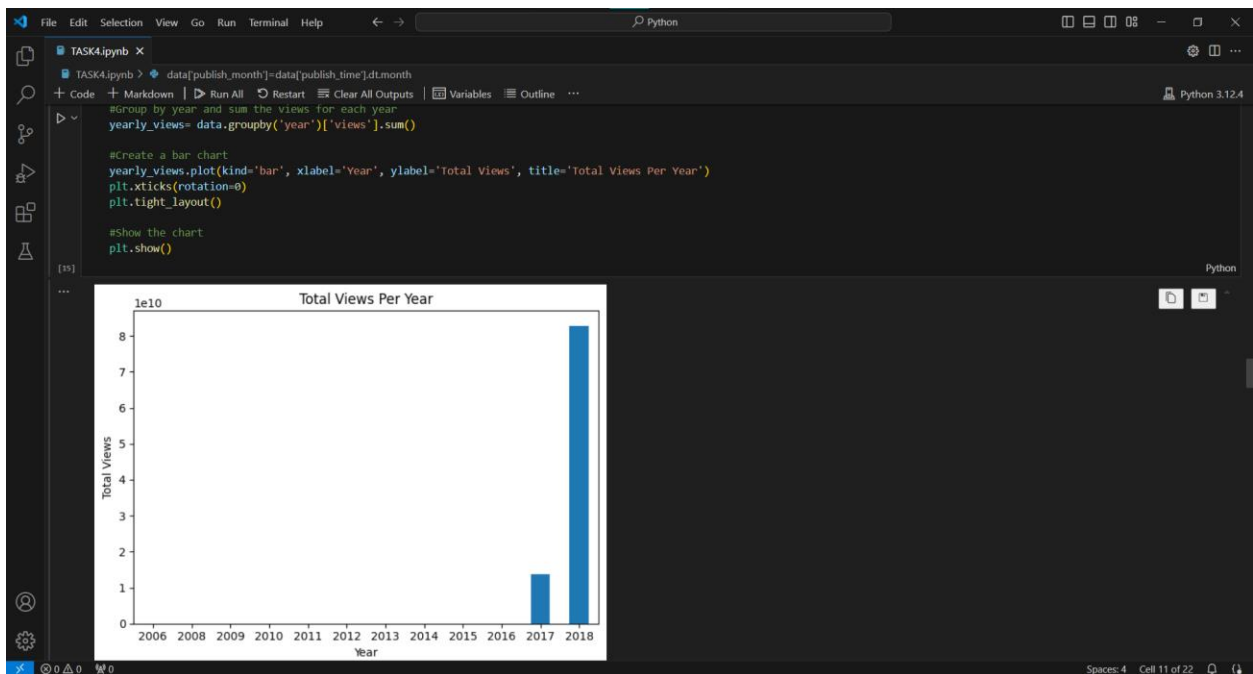 File Edit Selection View Go Run Terminal Help
Python
TASK4.ipynb
TASK4.ipynb > data['publish_month']=data['publish_time'].dt.month
+ Code + Markdown | Run All Restart Clear All Outputs | Variables Outline ...
Python 3.12.4
#Group by year and sum the views for each year
yearly_views= data.groupby('year')['views'].sum()
#Create a bar chart
yearly_views.plot(kind='bar', xlabel='Year', ylabel='Total Views', title='Total Views Per Year')
plt.xticks(rotation=0)
plt.tight_layout()
#Show the chart
plt.show()
[15]
Python
1e10
Total Views Per Year
8
7
6
5
4
3
2
1
0
Total Views
2006 2008 2009 2010 2011 2012 2013 2014 2015 2016 2017 2018
Year
0 0 0
Spaces: 4 Cell 11 of 22